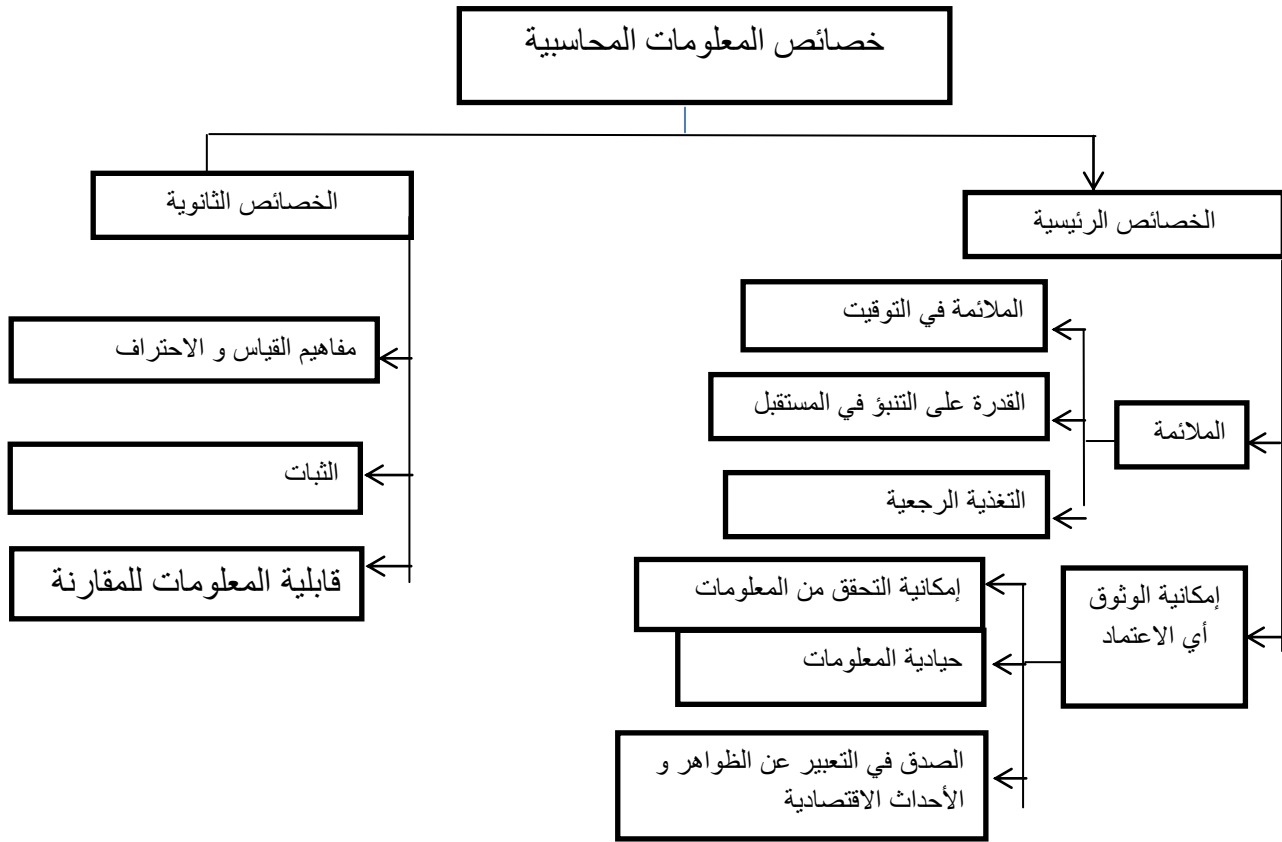 خصائص المعلومات المحاسبية
الخصائص الرئيسية
الخصائص الثانوية
الملائمة في التوقيت
القدرة على التنبؤ في المستقبل
الملائمة
التغذية الرجعية
إمكانية الوثوق
أي الاعتماد
إمكانية التحقق من المعلومات
حيادية المعلومات
الصدق في التعبير عن الظواهر و
الأحداث الاقتصادية
مفاهيم القياس و الاحتراف
الثبات
قابلية المعلومات للمقارنة